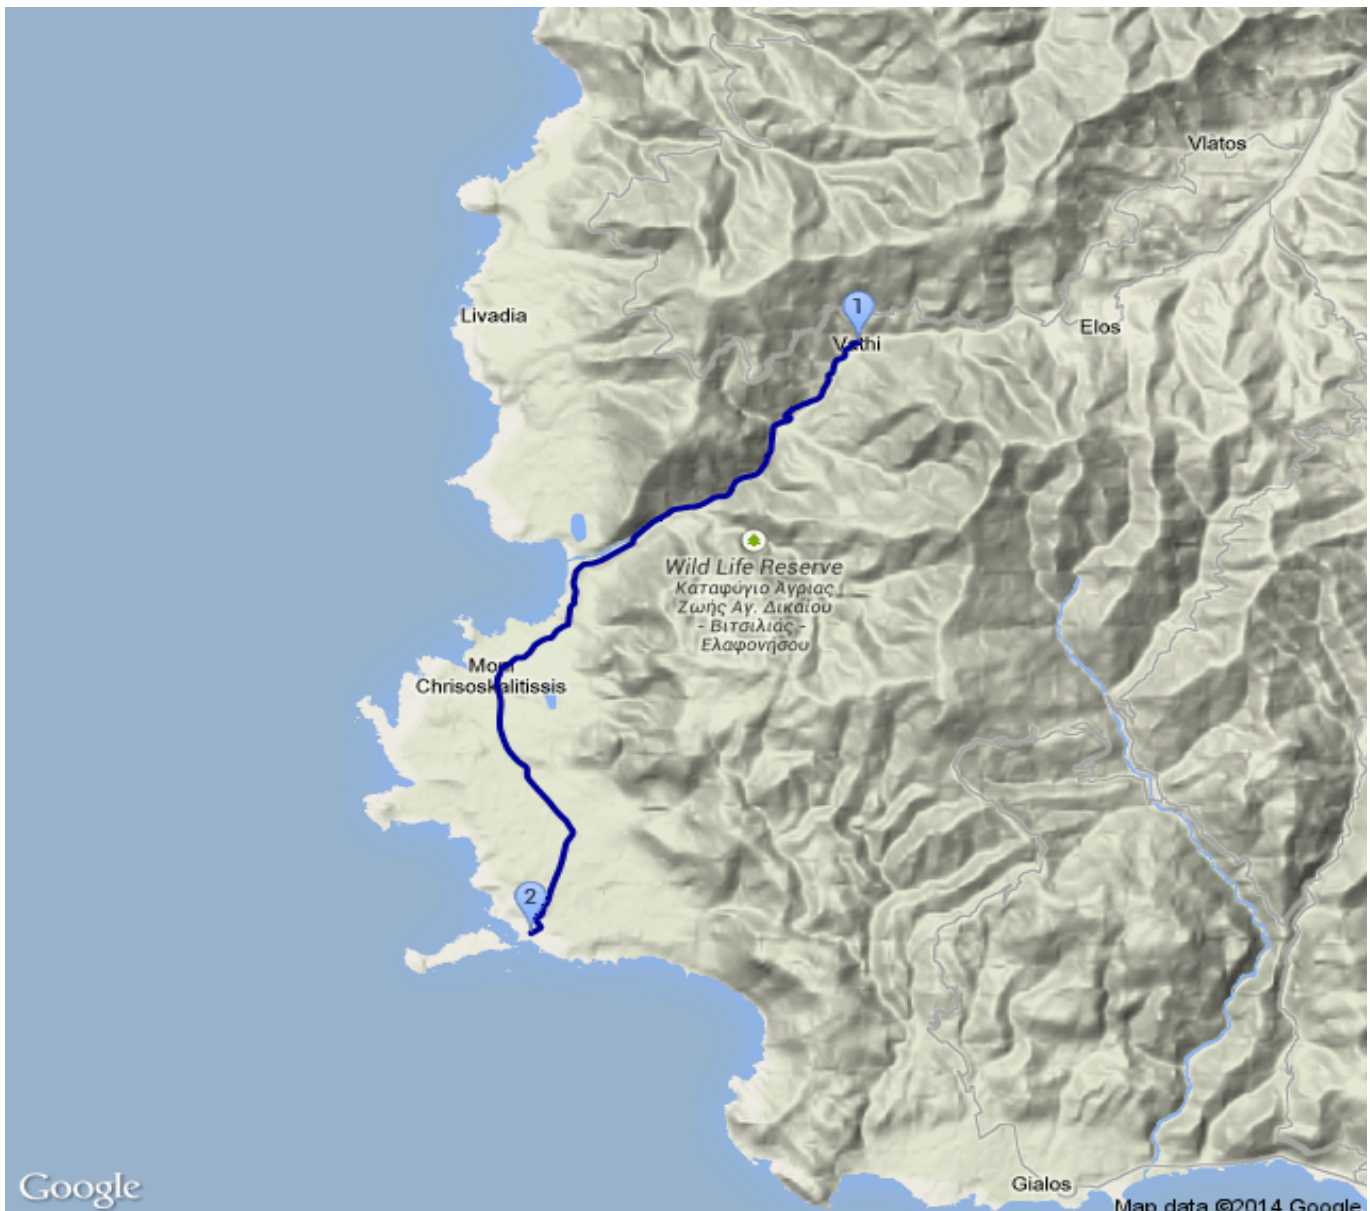 Vlatos
Livadia
1
Elos
Vathi
Wild Life Reserve
Καταφύγιο Άγριας
Ζωής Αγ. Δικαίου
- Βιτσιλιάς -
Ελαφονήσου
Moni
Chrisoskalitissis
2
Gialos
Google
Map data ©2014 Google